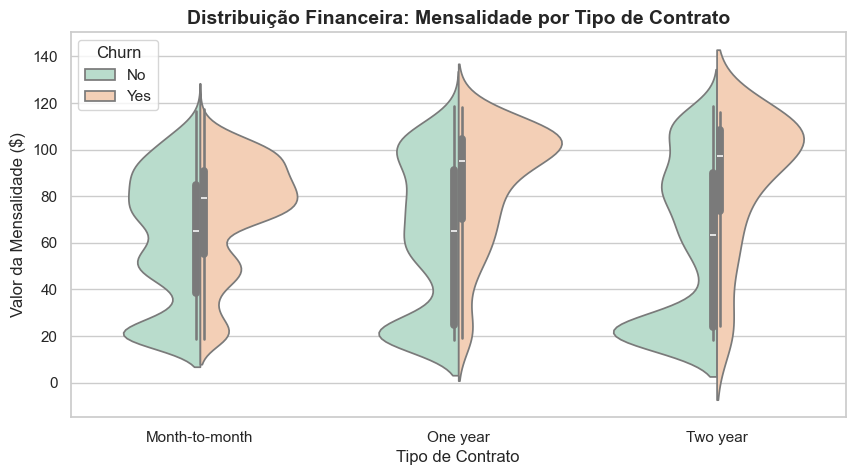 Distribuição Financeira: Mensalidade por Tipo de Contrato
Churn
No
Yes
Valor da Mensalidade ($)
140
120
100
80
60
40
20
0
Month-to-month
One year
Two year
Tipo de Contrato